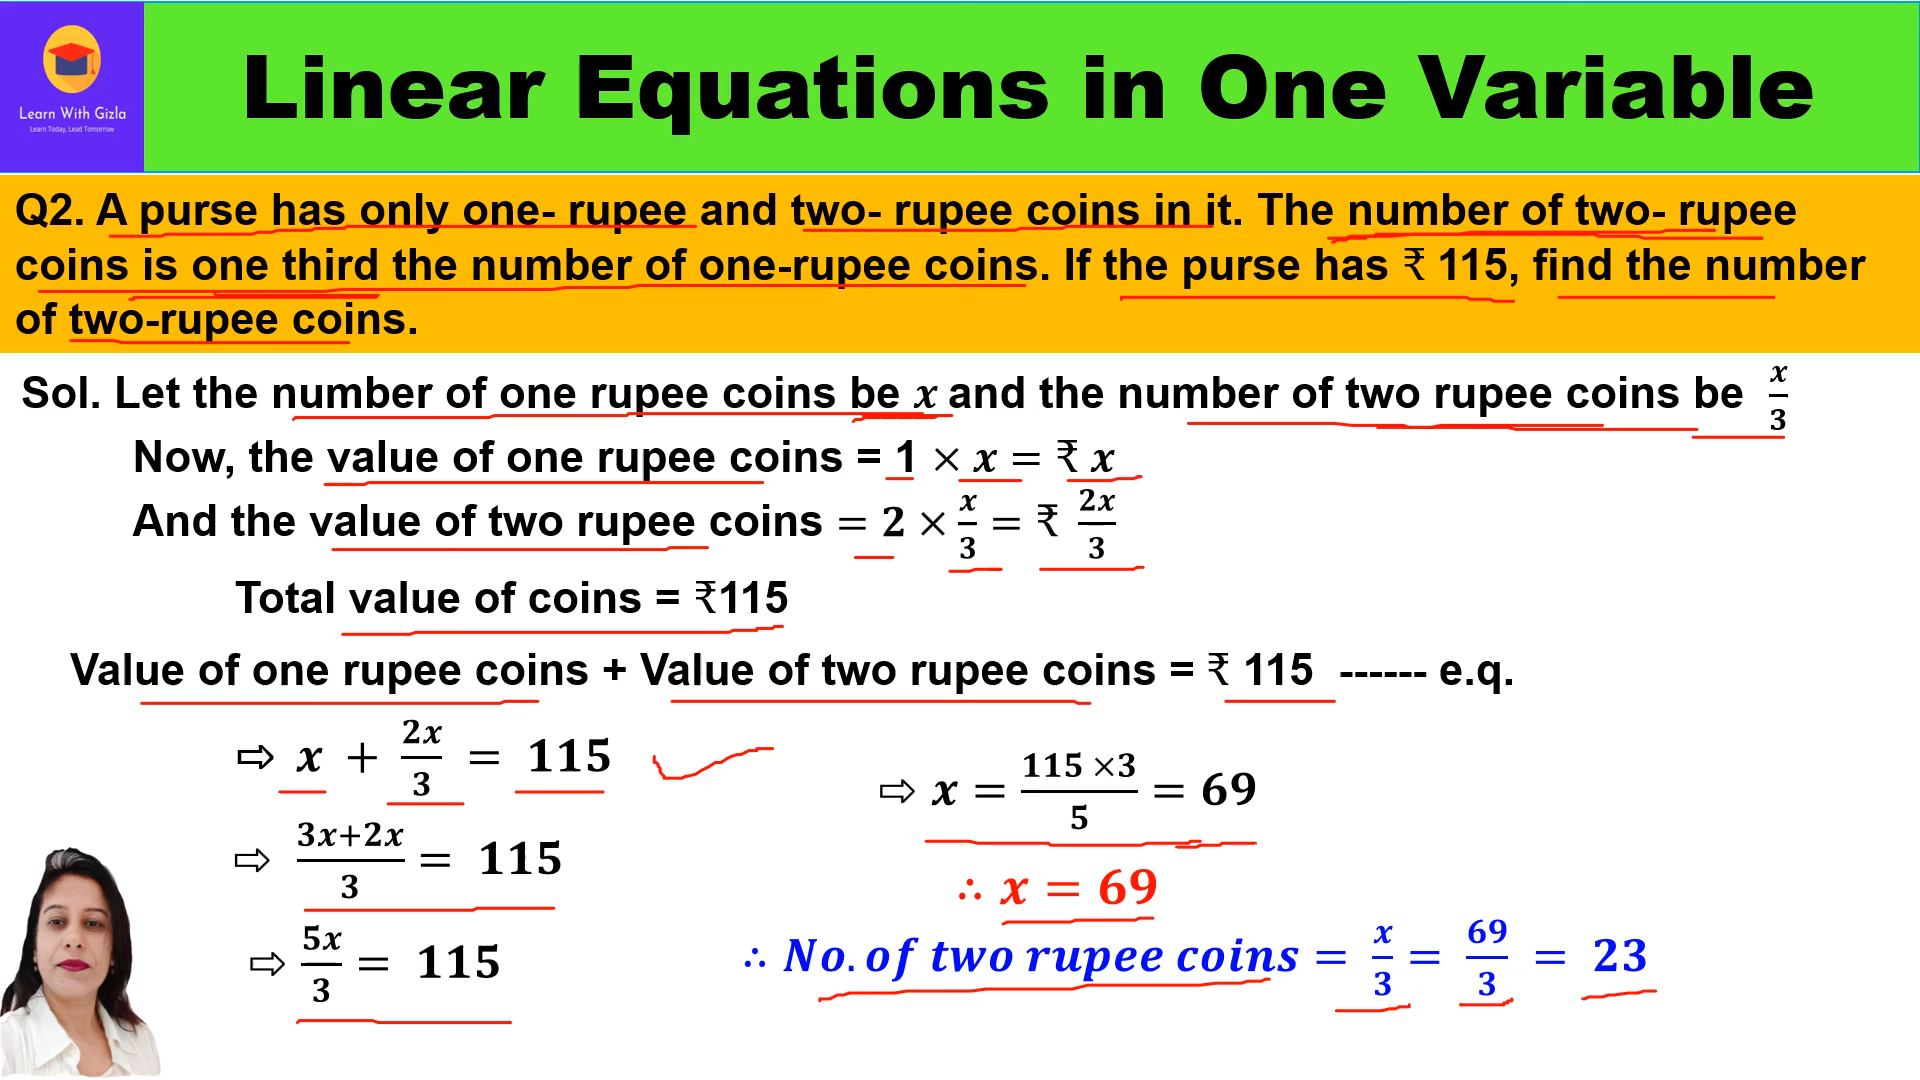 Learn With Gizla
Learn Today, Lead Tomorrow
Linear Equations in One Variable
Q2. A purse has only one- rupee and two- rupee coins in it. The number of two- rupee
coins is one third the number of one-rupee coins. If the purse has ₹ 115, find the number
of two-rupee coins.
Sol. Let the number of one rupee coins be x and the number of two rupee coins be x/3
Now, the value of one rupee coins = 1 × x = ₹ x
And the value of two rupee coins = 2 × x/3 = ₹ 2x/3
Total value of coins = ₹115
Value of one rupee coins + Value of two rupee coins = ₹ 115 ------ e.q.
⇨ x + 2x/3 = 115
⇨ (3x+2x)/3 = 115
⇨ 5x/3 = 115
⇨ x = (115 ×3)/5 = 69
∴ x = 69
∴ No. of two rupee coins = x/3 = 69/3 = 23